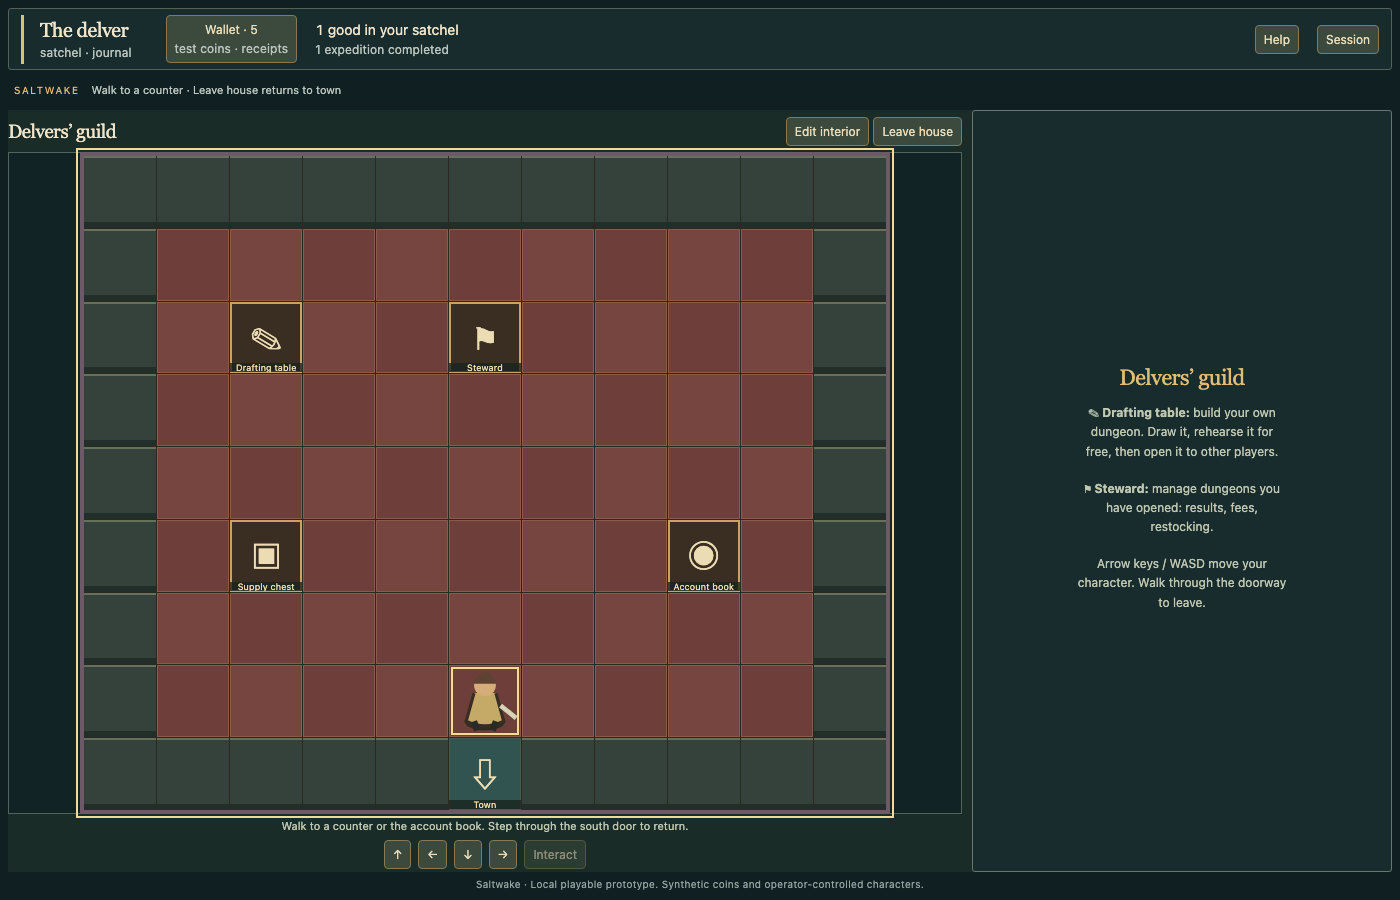 The delver
satchel · journal
Wallet · 5
test coins · receipts
1 good in your satchel
1 expedition completed
Help
Session
SALTWAKE Walk to a counter · Leave house returns to town
Delvers’ guild
Edit interior
Leave house
Drafting table
Steward
Supply chest
Account book
Town
Walk to a counter or the account book. Step through the south door to return.
Interact
Delvers’ guild
Drafting table: build your own
dungeon. Draw it, rehearse it for
free, then open it to other players.
Steward: manage dungeons you
have opened: results, fees,
restocking.
Arrow keys / WASD move your
character. Walk through the doorway
to leave.
Saltwake · Local playable prototype. Synthetic coins and operator-controlled characters.